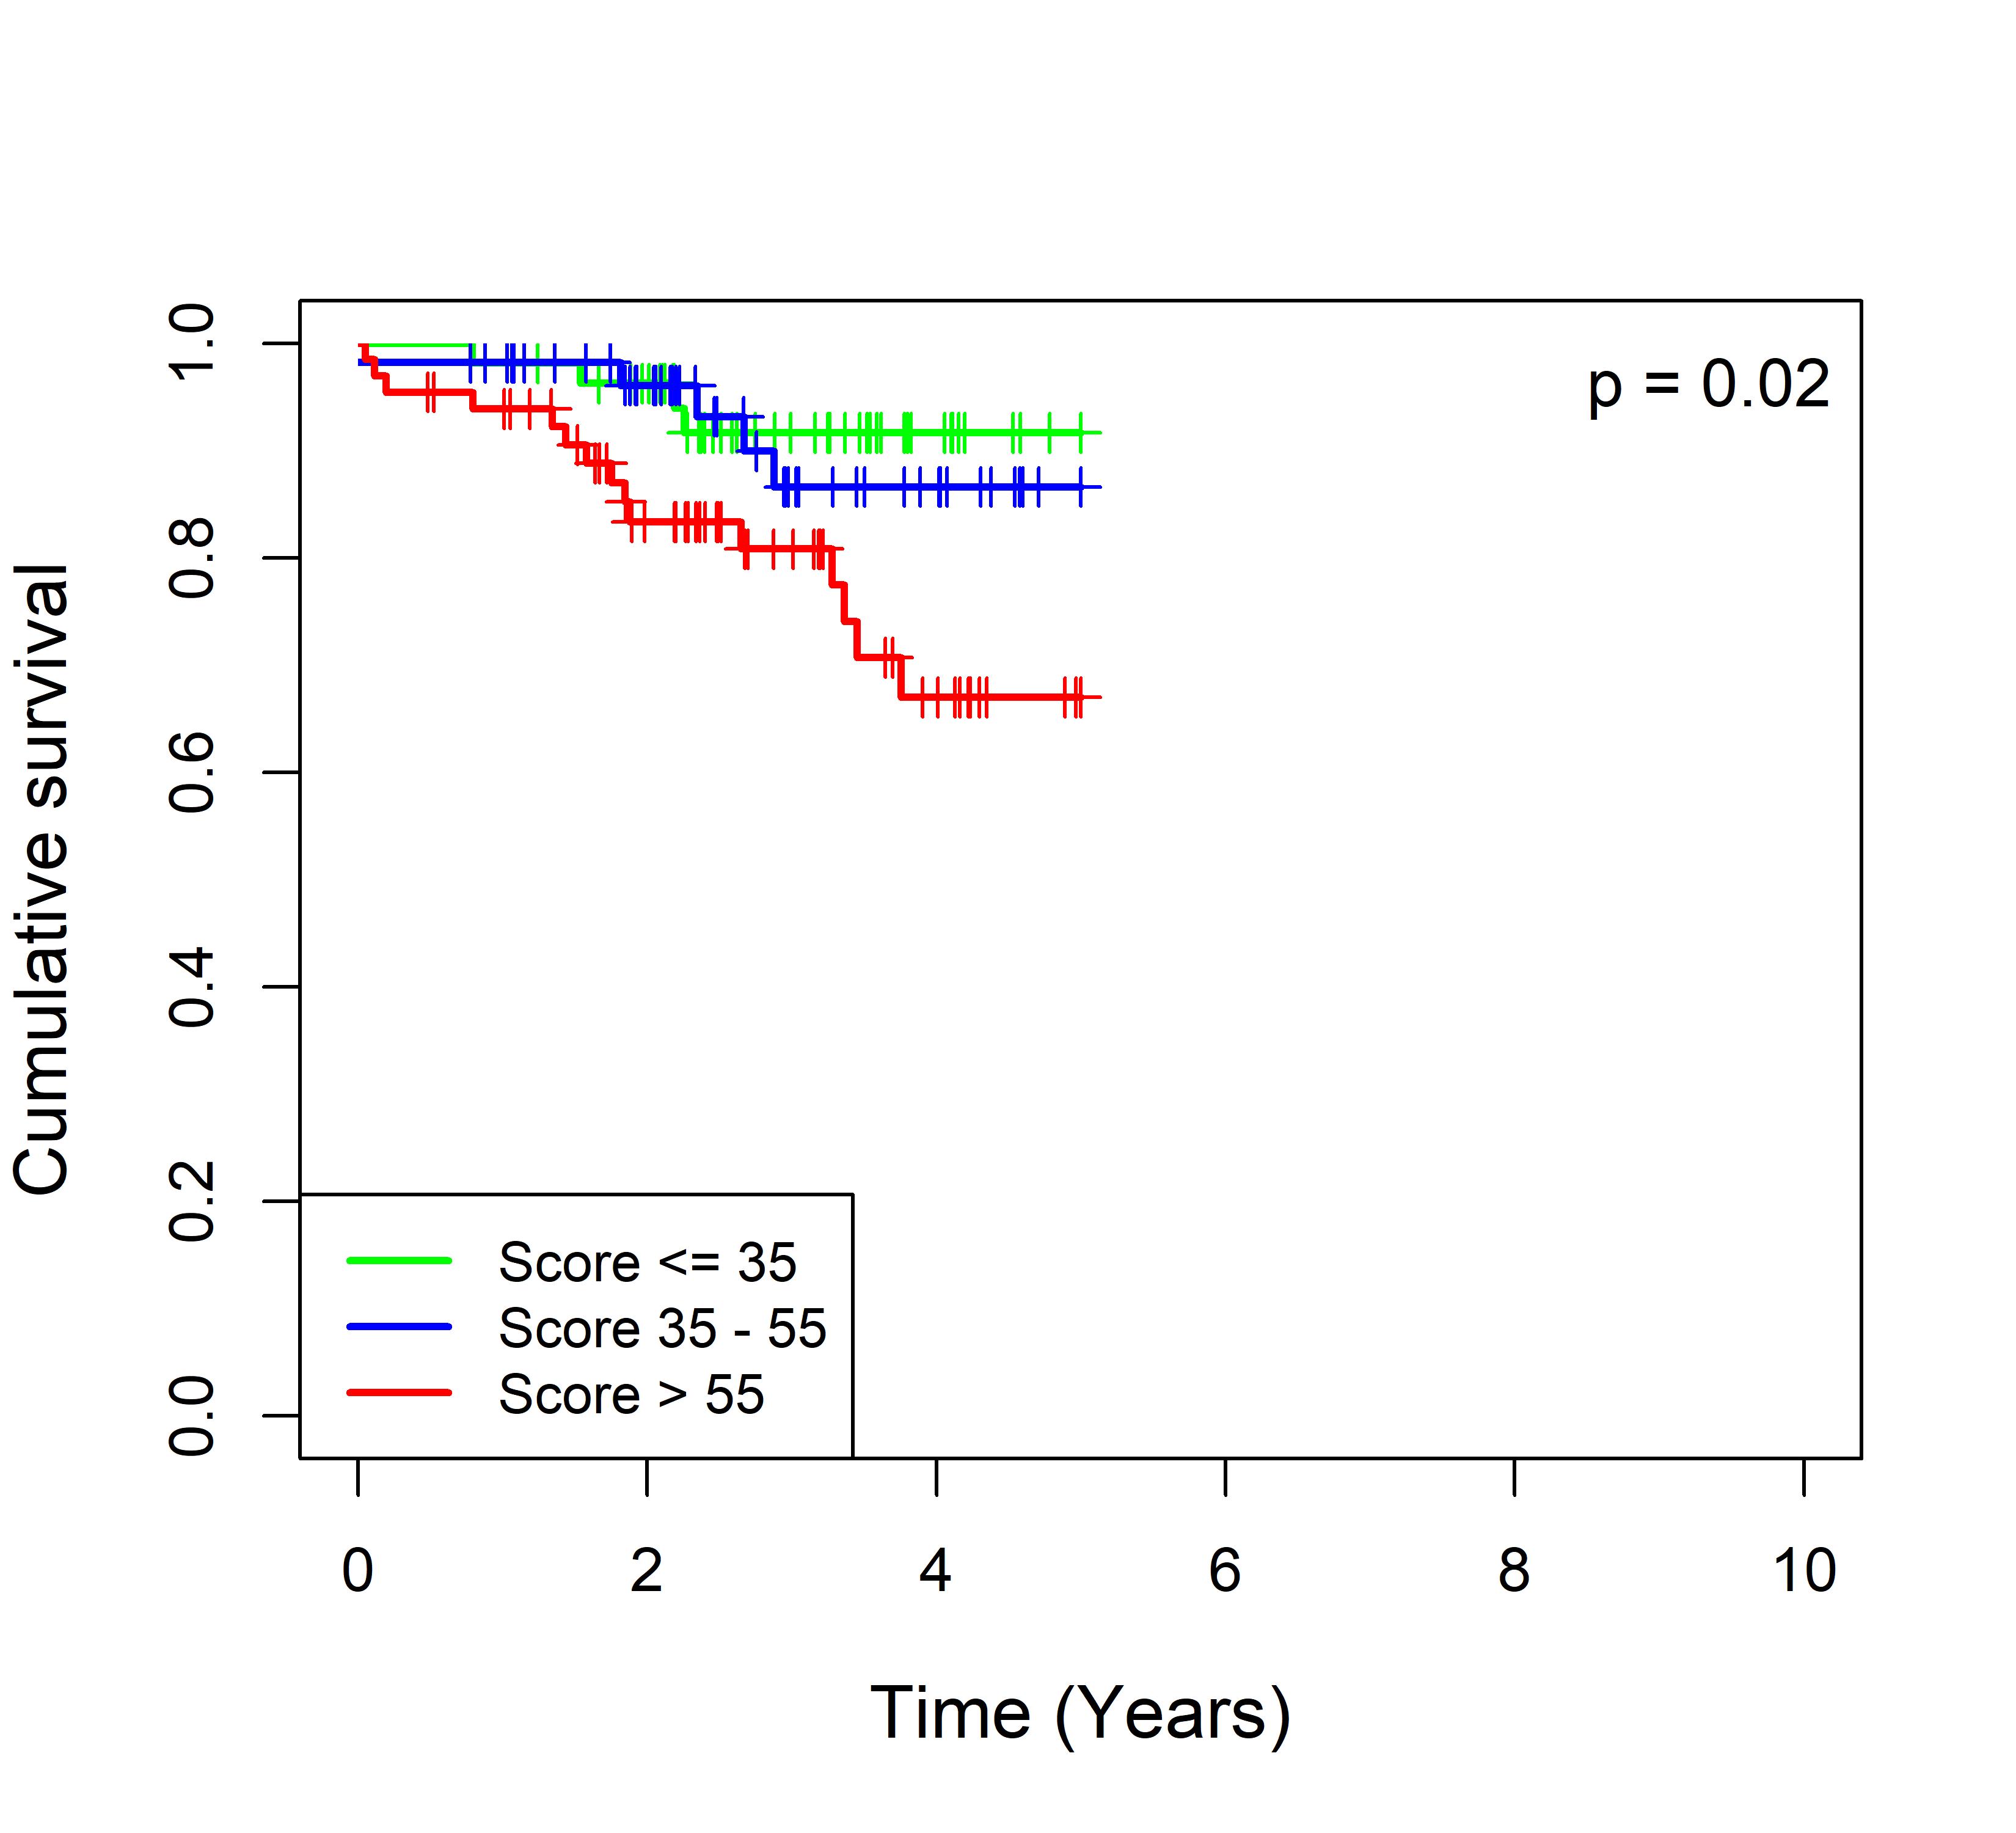 p = 0.02
Cumulative survival
1.0
0.8
0.6
0.4
0.2
0.0
Score <= 35
Score 35 - 55
Score > 55
0 2 4 6 8 10
Time (Years)